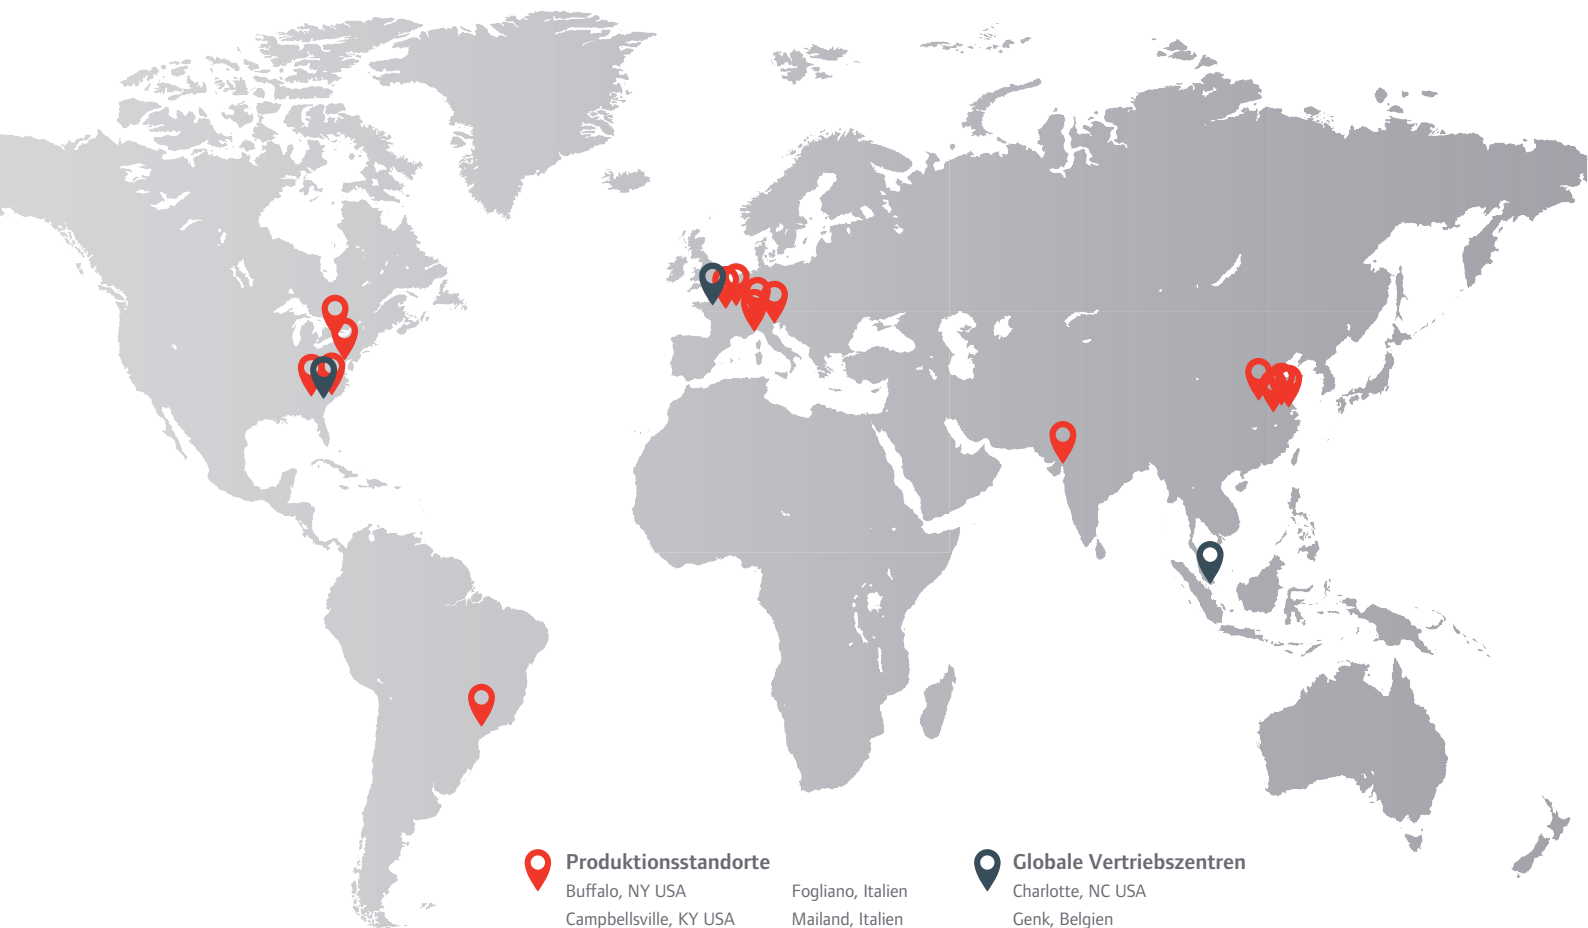 Produktionsstandorte
Buffalo, NY USA
Campbellsville, KY USA
Fogliano, Italien
Mailand, Italien
Globale Vertriebszentren
Charlotte, NC USA
Genk, Belgien